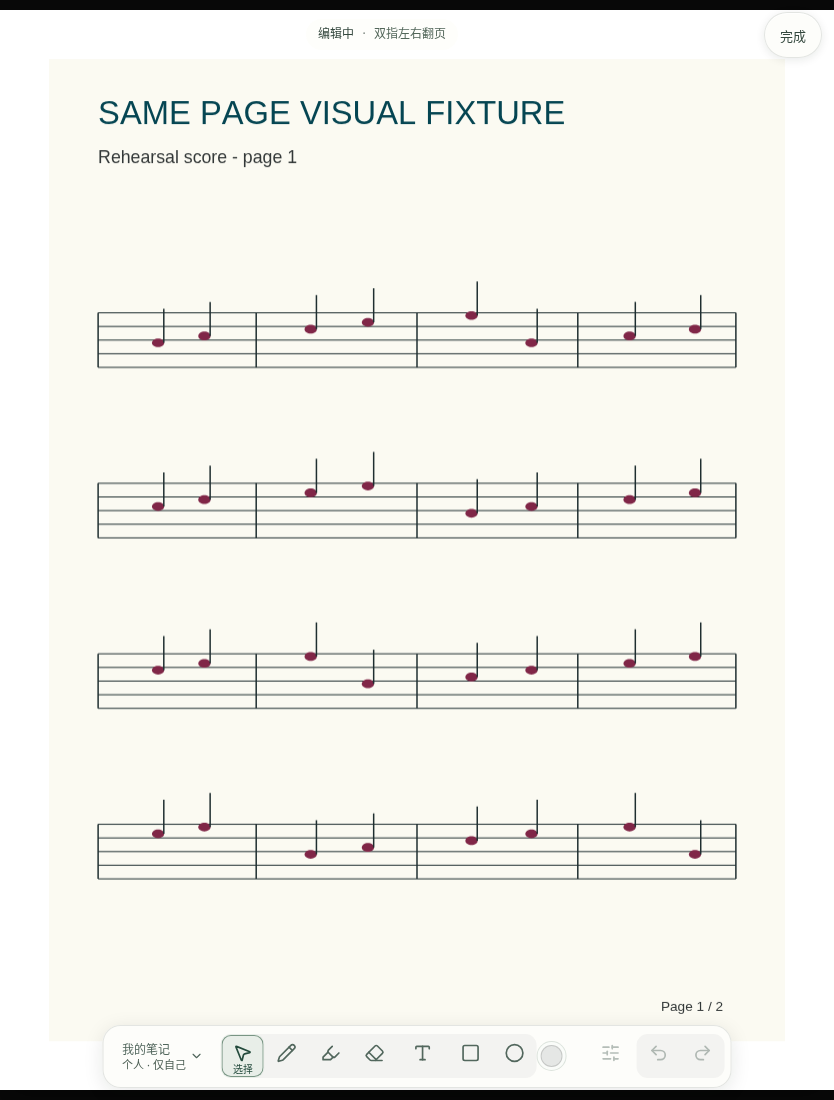 编辑中 · 双指左右翻页
完成
SAME PAGE VISUAL FIXTURE
Rehearsal score - page 1
Page 1 / 2
我的笔记
个人 · 仅自己
选择